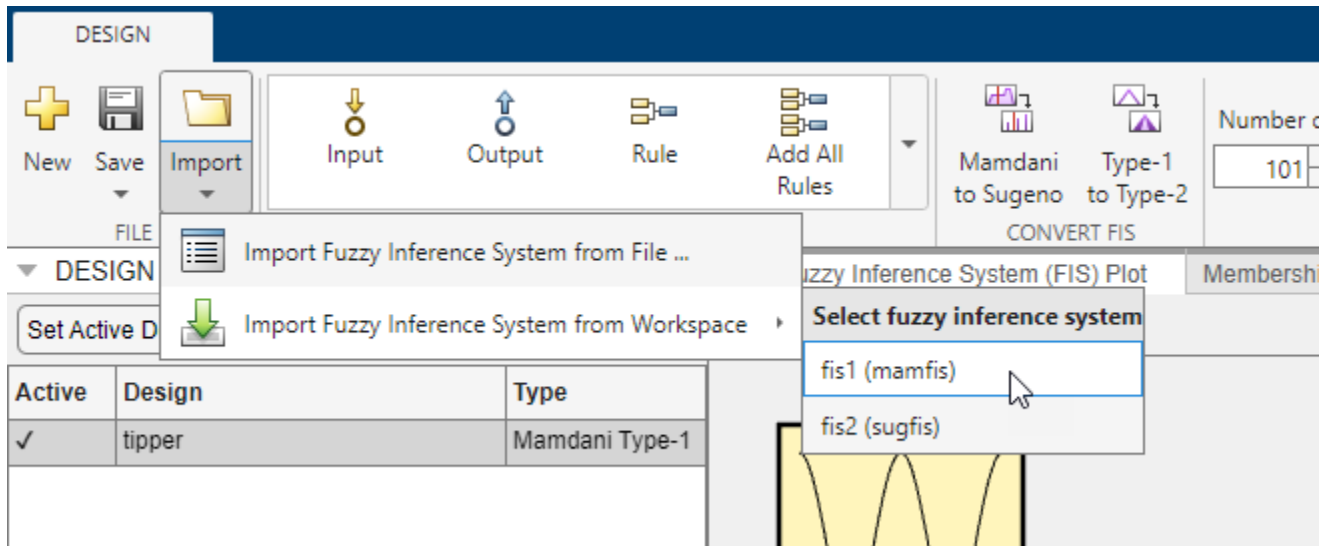 DESIGN
New
Save
Import
Input
Output
Rule
Add All
Rules
Mamdani
to Sugeno
Type-1
to Type-2
Number
101
FILE
CONVERT FIS
Import Fuzzy Inference System from File ...
Import Fuzzy Inference System from Workspace
DESIGN
uzzy Inference System (FIS) Plot
Membershi
Set Active D
Select fuzzy inference system
fis1 (mamfis)
fis2 (sugfis)
Active Design Type
✓ tipper Mamdani Type-1